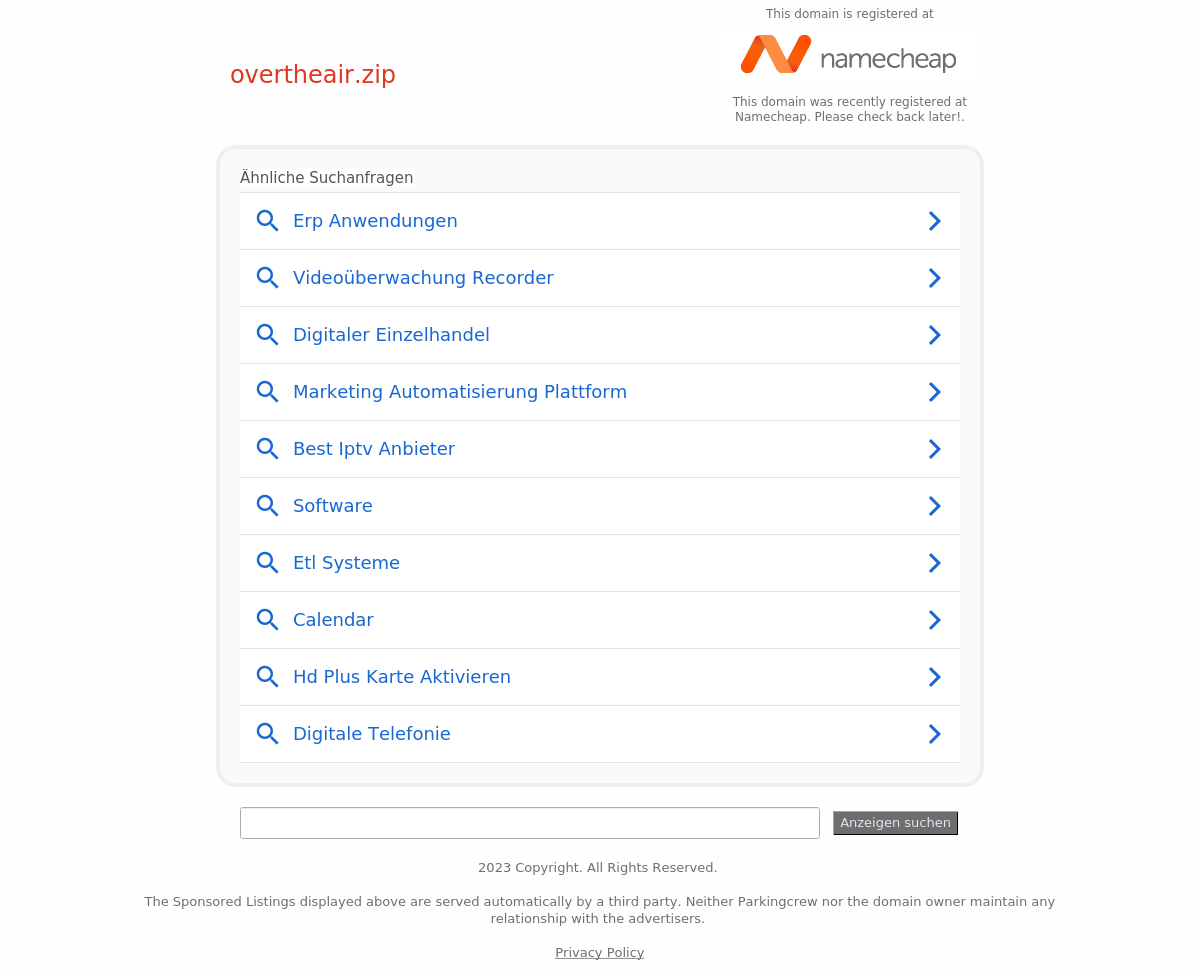 This domain is registered at
namecheap
overtheair.zip
This domain was recently registered at
Namecheap. Please check back later!.
Ähnliche Suchanfragen
Erp Anwendungen
Videoüberwachung Recorder
Digitaler Einzelhandel
Marketing Automatisierung Plattform
Best Iptv Anbieter
Software
Etl Systeme
Calendar
Hd Plus Karte Aktivieren
Digitale Telefonie
Anzeigen suchen
2023 Copyright. All Rights Reserved.
The Sponsored Listings displayed above are served automatically by a third party. Neither Parkingcrew nor the domain owner maintain any
relationship with the advertisers.
Privacy Policy